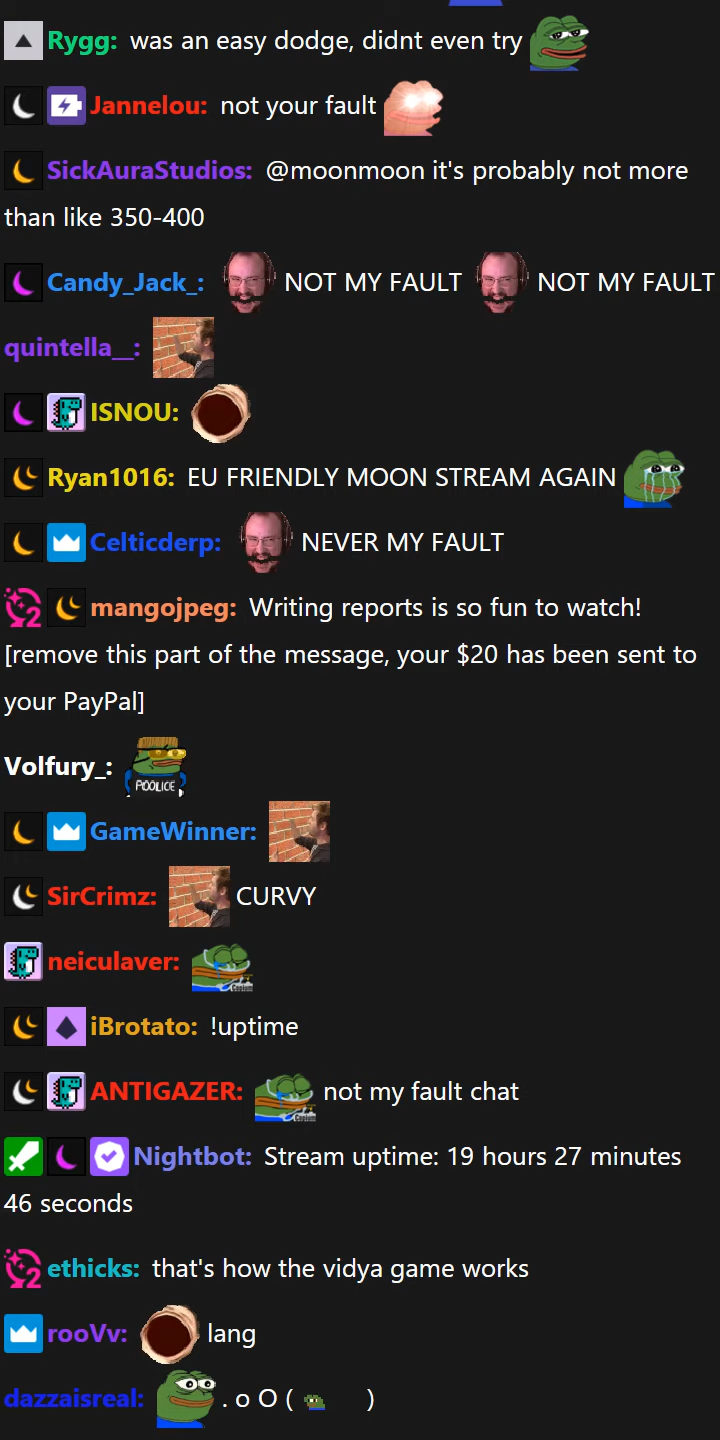 Rygg: was an easy dodge, didnt even try
Jannelou: not your fault
SickAuraStudios: @moonmoon it's probably not more
than like 350-400
Candy_Jack_: NOT MY FAULT NOT MY FAULT
quintella__:
ISNOU:
Ryan1016: EU FRIENDLY MOON STREAM AGAIN
Celticderp: NEVER MY FAULT
mangojpeg: Writing reports is so fun to watch!
[remove this part of the message, your $20 has been sent to
your PayPal]
Volfury_: POOLICE
GameWinner:
SirCrimz: CURVY
neiculaver:
iBrotato: !uptime
ANTIGAZER: not my fault chat
Nightbot: Stream uptime: 19 hours 27 minutes
46 seconds
ethicks: that's how the vidya game works
rooVv: lang
dazzaisreal: . o O ( )